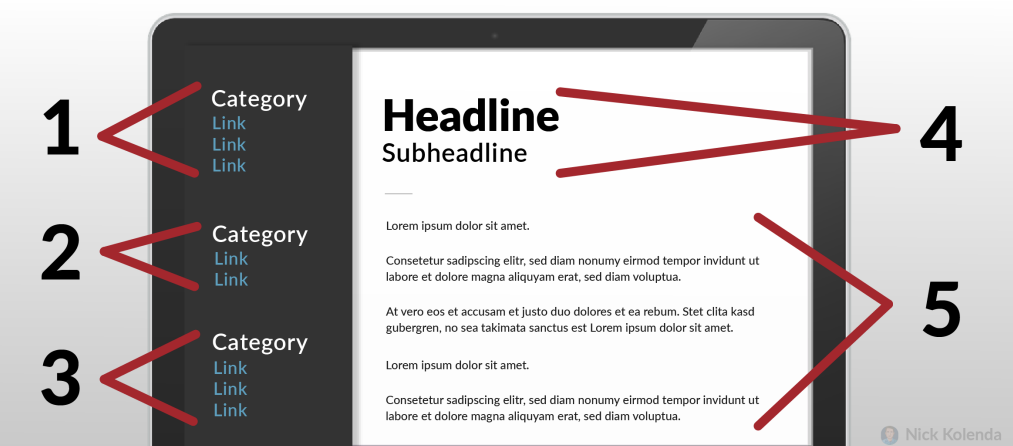 1
Category
Link
Link
Link
2
Category
Link
Link
3
Category
Link
Link
Link
Headline
Subheadline
4
Lorem ipsum dolor sit amet.
Consetetur sadipscing elitr, sed diam nonumy eirmod tempor invidunt ut
labore et dolore magna aliquyam erat, sed diam voluptua.
At vero eos et accusam et justo duo dolores et ea rebum. Stet clita kasd
gubergren, no sea takimata sanctus est Lorem ipsum dolor sit amet.
Lorem ipsum dolor sit amet.
Consetetur sadipscing elitr, sed diam nonumy eirmod tempor invidunt ut
labore et dolore magna aliquyam erat, sed diam voluptua.
5
Nick Kolenda